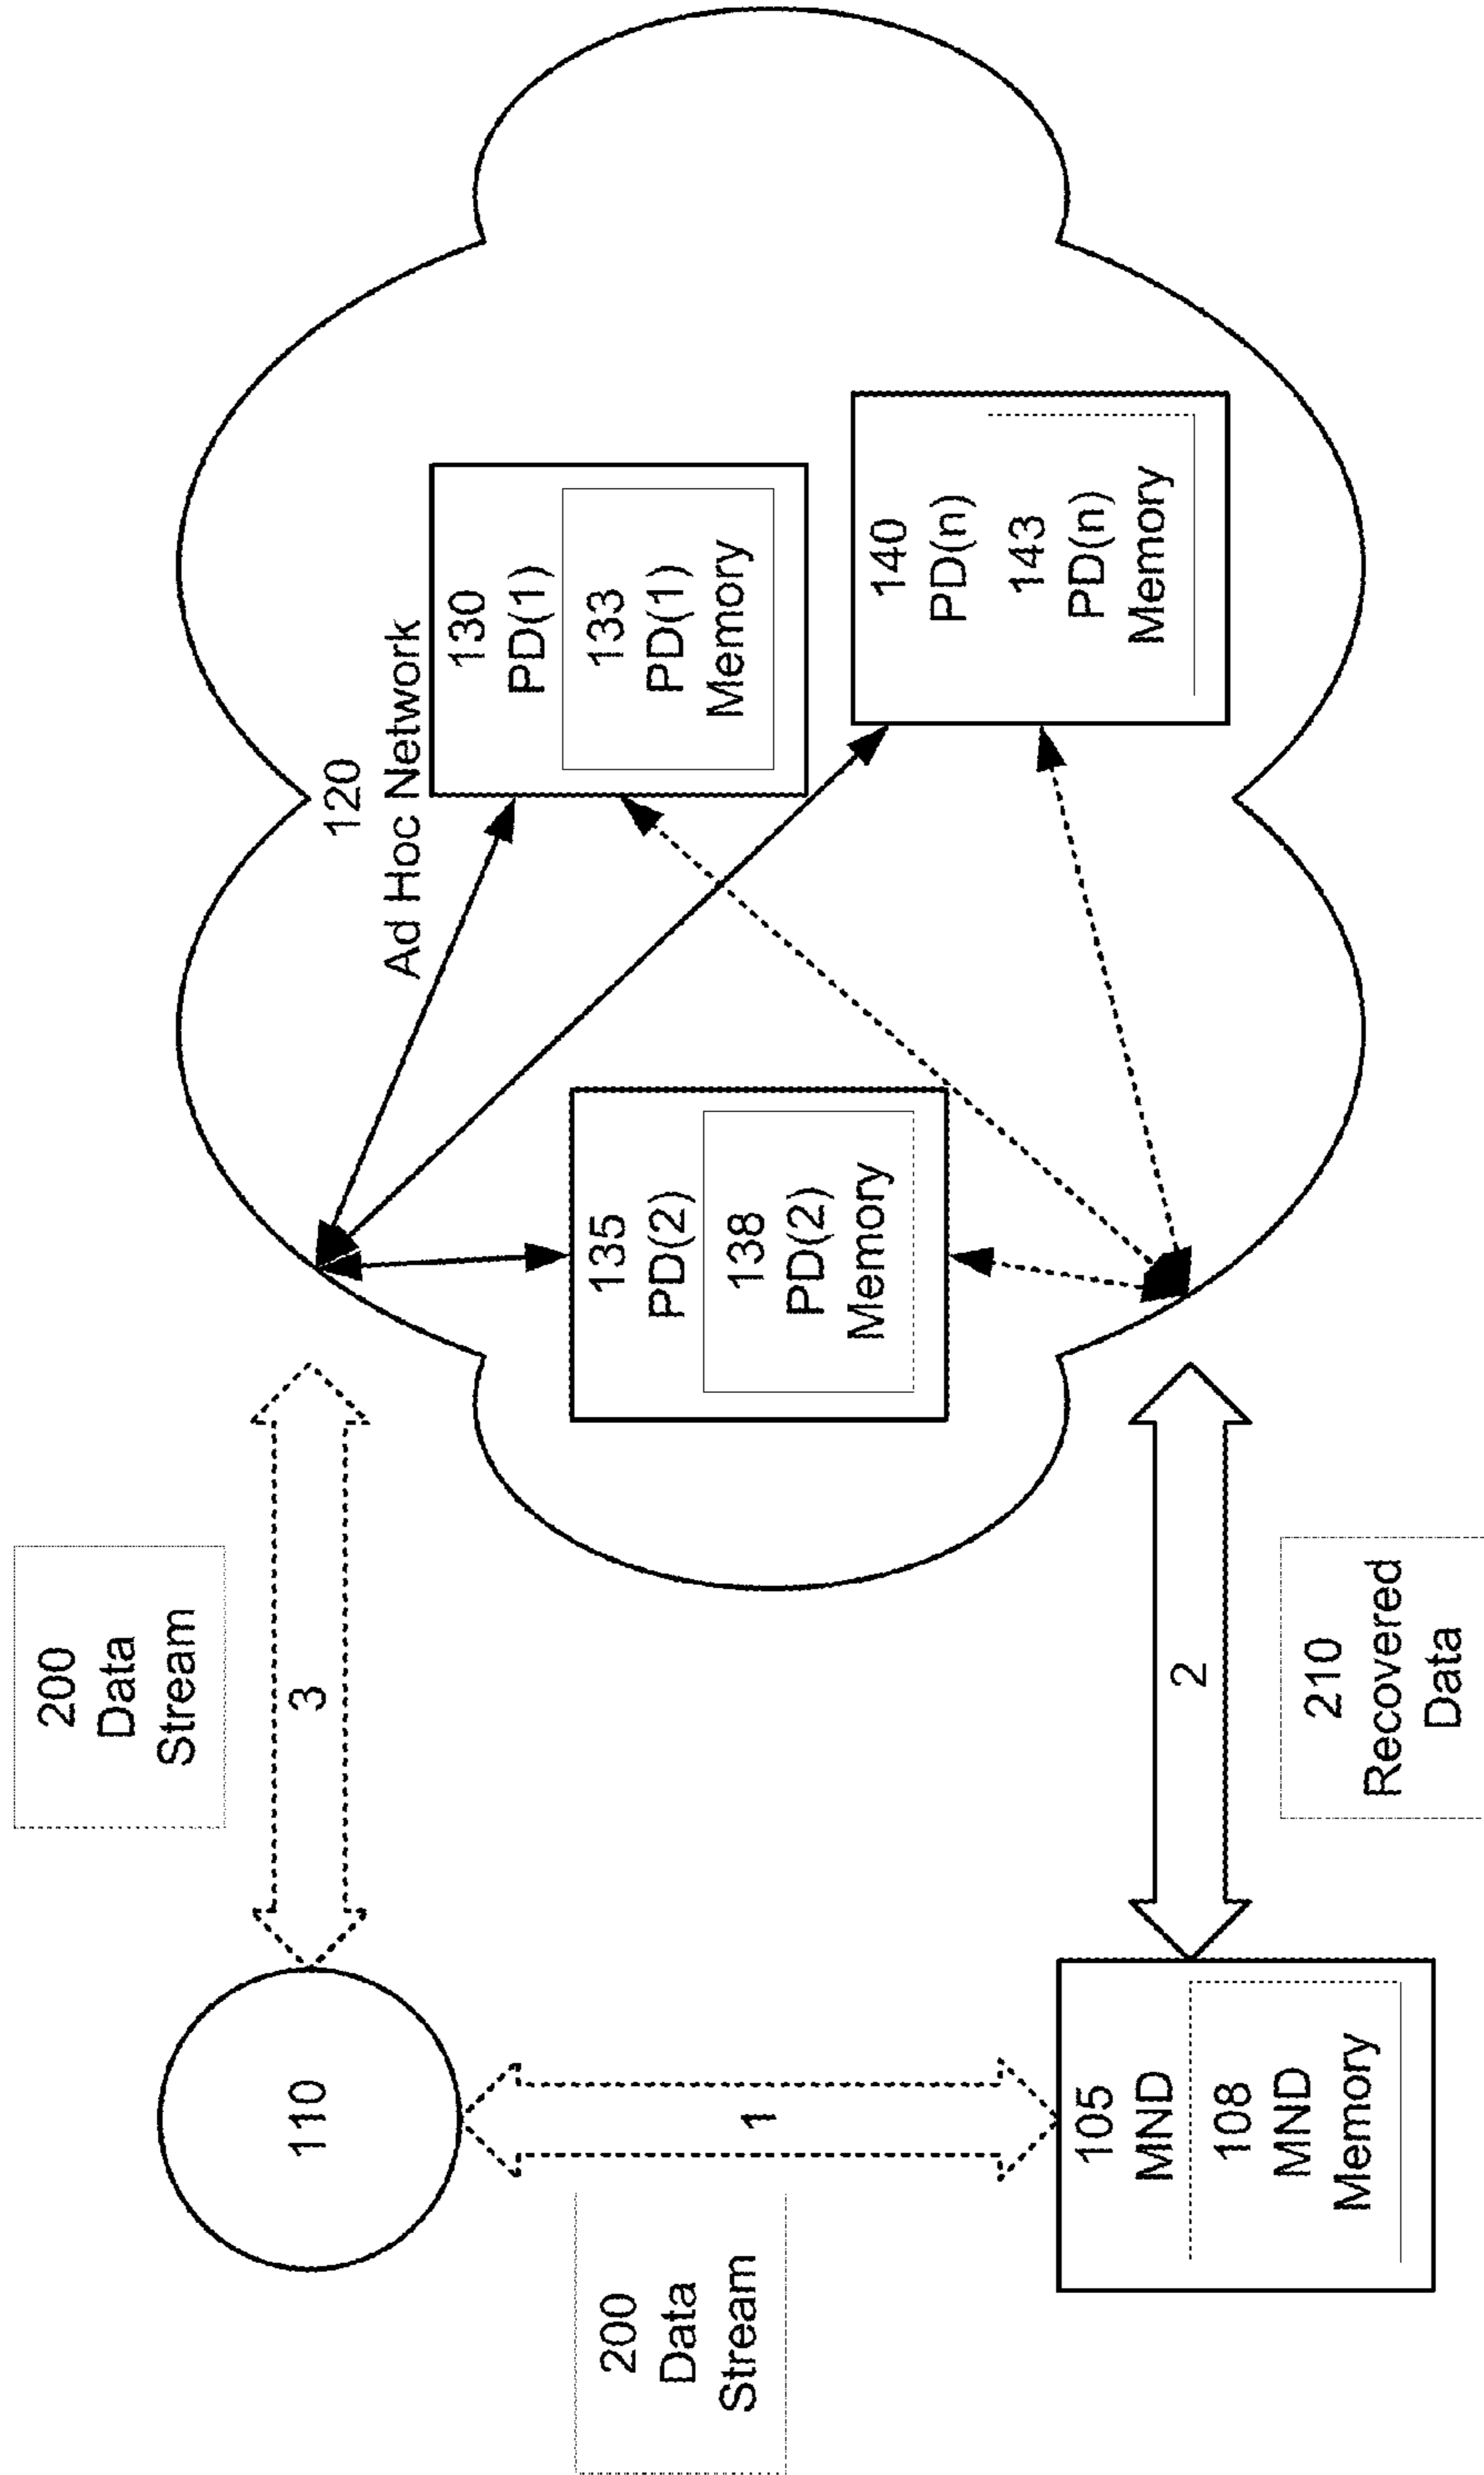 200
Data
Stream
110
3
120
Ad Hoc Network
130
PD(1)
133
PD(1)
Memory
200
Data
Stream
1
135
PD(2)
138
PD(2)
Memory
140
PD(n)
143
PD(n)
Memory
105
MND
108
MND
Memory
2
210
Recovered
Data